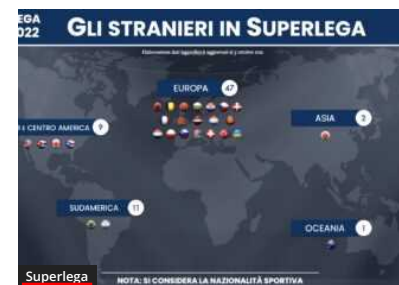 EGA
022
GLI STRANIERI IN SUPERLEGA
EUROPA 47
ASIA 2
CENTRO AMERICA 9
SUDAMERICA 11
OCEANIA 1
Superlega
NOTA: SI CONSIDERA LA NAZIONALITÀ SPORTIVA